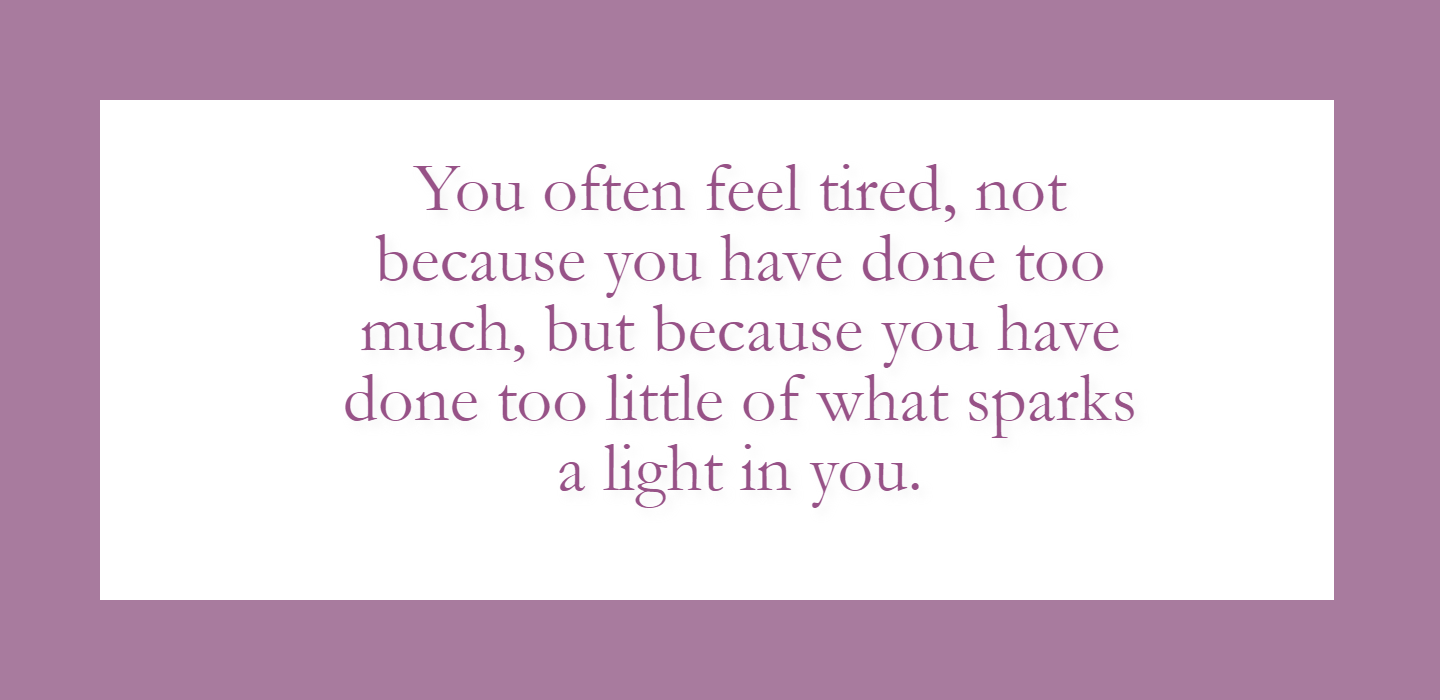 You often feel tired, not
because you have done too
much, but because you have
done too little of what sparks
a light in you.